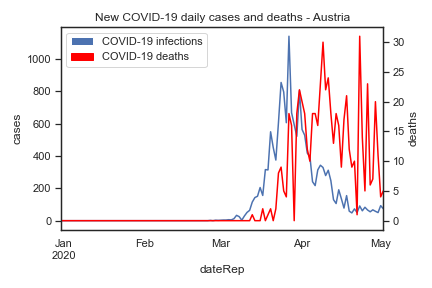 New COVID-19 daily cases and deaths - Austria
COVID-19 infections
COVID-19 deaths
1000
800
600
400
200
0
cases
30
25
20
15
10
5
0
deaths
Jan
2020
Feb
Mar
Apr
May
dateRep